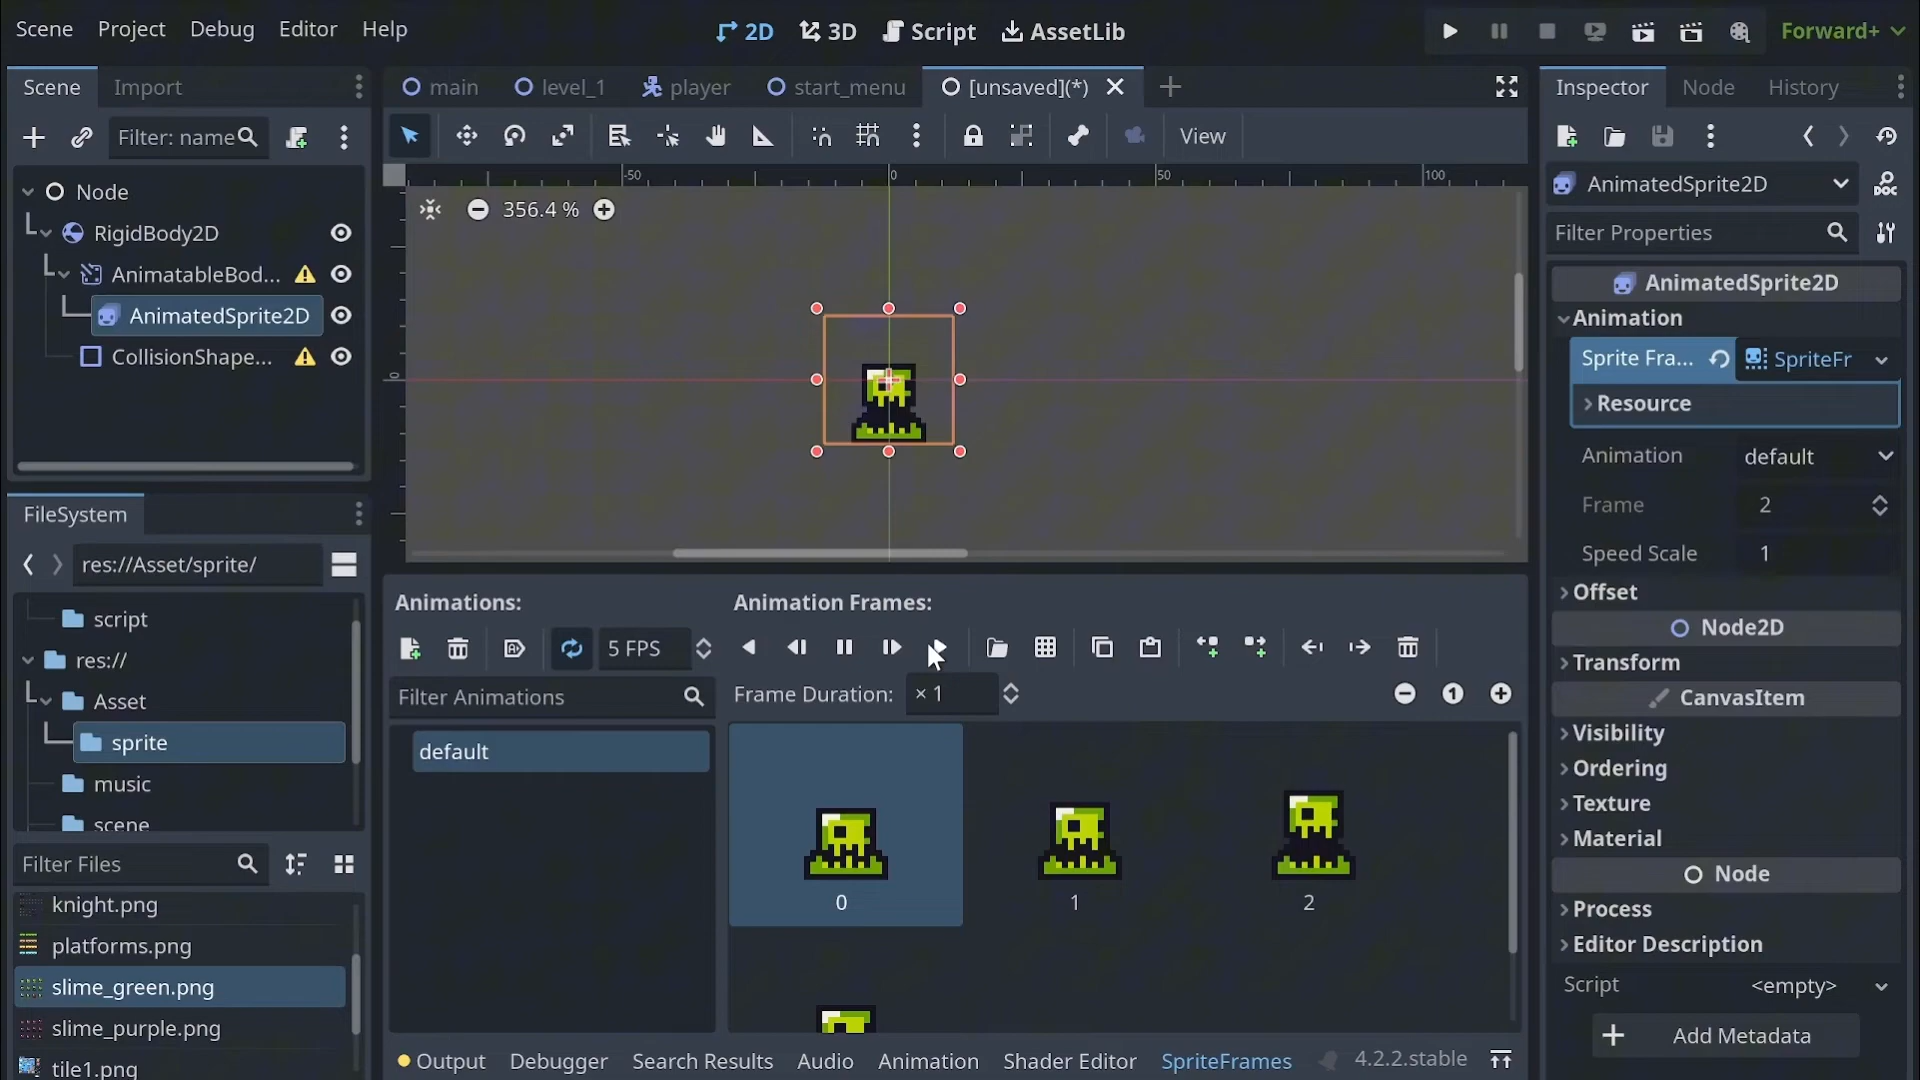 Scene Project Debug Editor Help 2D 3D Script AssetLib Forward+
Scene Import
main level_1 player start_menu [unsaved](*)
Inspector Node History
Filter: name
View
AnimatedSprite2D
Filter Properties
Node
RigidBody2D
AnimatableBod...
AnimatedSprite2D
CollisionShape...
-50 0 50 100
0
356.4 %
AnimatedSprite2D
Animation
Sprite Fra... SpriteFr
Resource
Animation default
Frame 2
Speed Scale 1
Offset
Node2D
Transform
CanvasItem
Visibility
Ordering
Texture
Material
Node
Process
Editor Description
Script <empty>
Add Metadata
FileSystem
res://Asset/sprite/
script
res://
Asset
sprite
music
scene
Filter Files
knight.png
platforms.png
slime_green.png
slime_purple.png
tile1.png
Animations:
5 FPS
Filter Animations
default
Animation Frames:
Frame Duration: × 1
1
0 1 2
Output Debugger Search Results Audio Animation Shader Editor SpriteFrames 4.2.2.stable